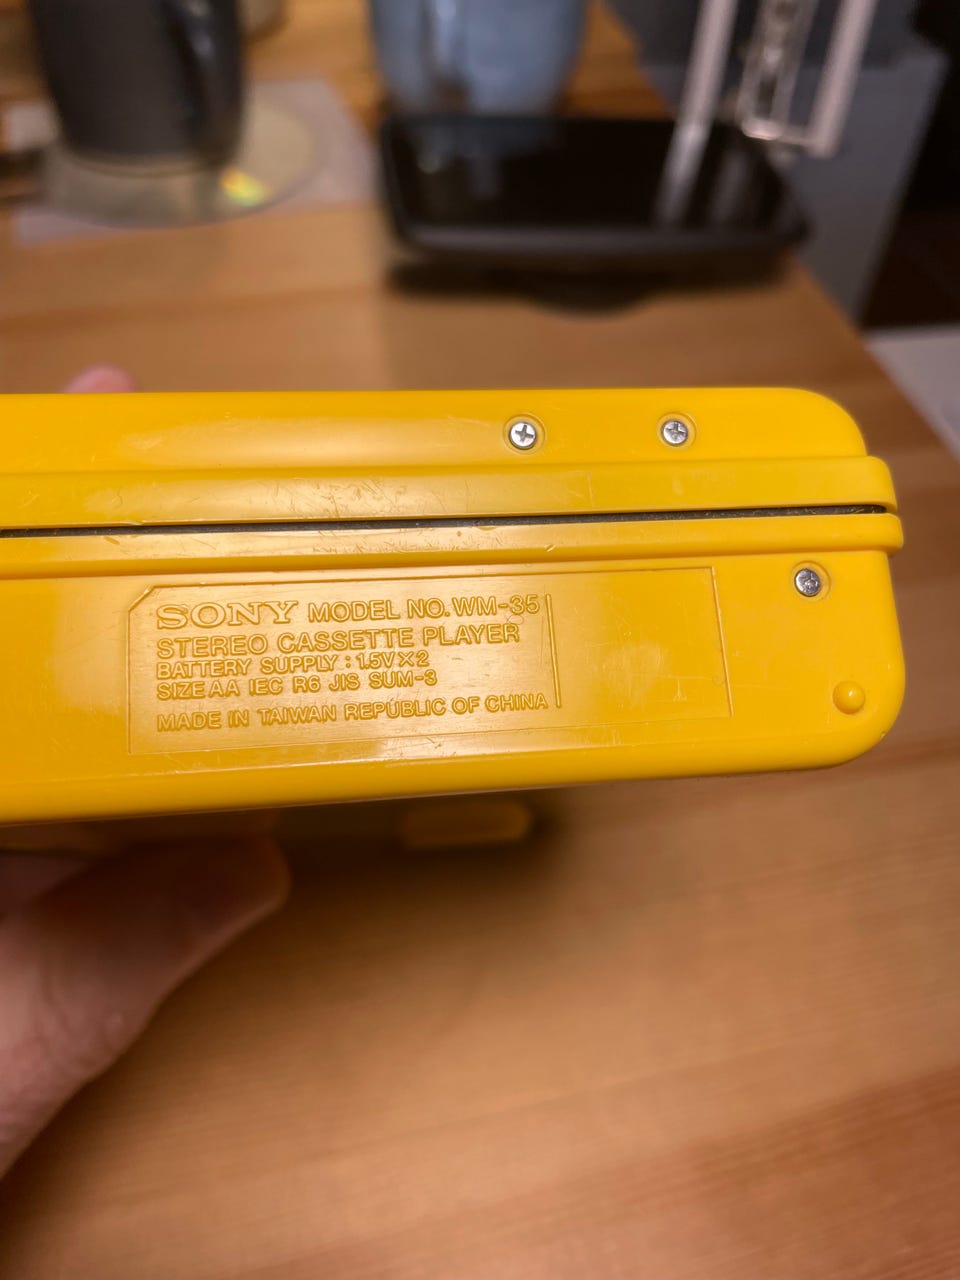 SONY MODEL NO. WM-35
STEREO CASSETTE PLAYER
BATTERY SUPPLY : 1.5V×2
SIZE AA IEC R6 JIS SUM-3
MADE IN TAIWAN REPUBLIC OF CHINA